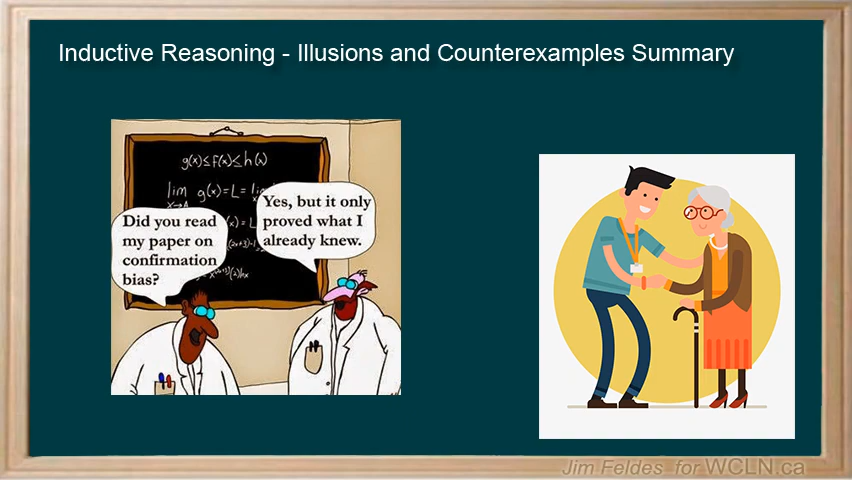 Inductive Reasoning - Illusions and Counterexamples Summary
g(x)≤f(x)≤h(x)
lim g(x)=L=
x→A
Did you read
my paper on
confirmation
bias?
Yes, but it only
proved what I
already knew.
Jim Feldes for WCLN.ca